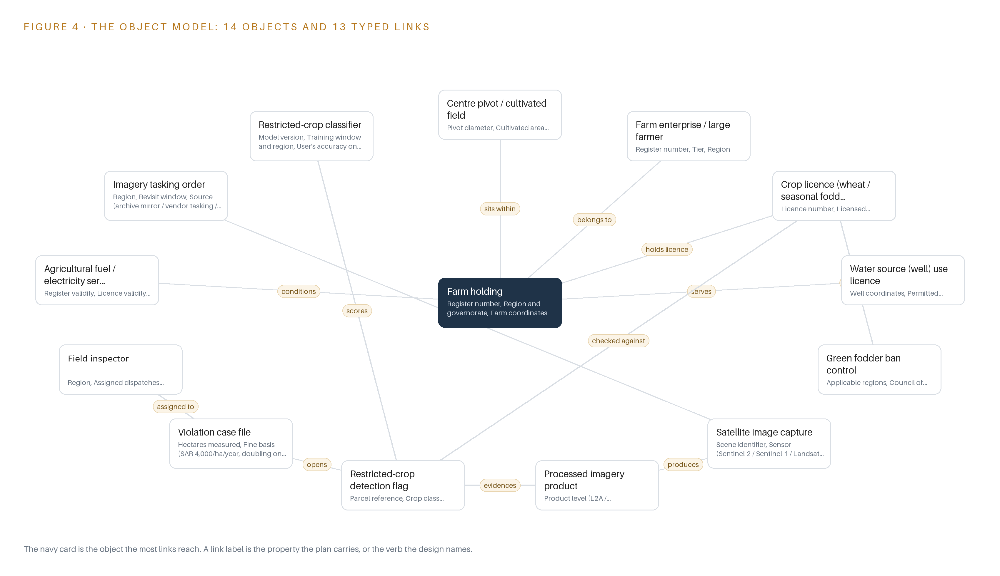 FIGURE 4 · THE OBJECT MODEL: 14 OBJECTS AND 13 TYPED LINKS
Centre pivot / cultivated
field
Pivot diameter, Cultivated area...
Restricted-crop classifier
Model version, Training window
and region, User's accuracy on...
Farm enterprise / large
farmer
Register number, Tier, Region
Imagery tasking order
Region, Revisit window, Source
(archive mirror / vendor tasking /...
Crop licence (wheat /
seasonal fodd...
Licence number, Licensed...
sits within
belongs to
holds licence
Agricultural fuel /
electricity ser...
Register validity, Licence validity...
conditions
scores
Farm holding
Register number, Region and
governorate, Farm coordinates
serves
Water source (well) use
licence
Well coordinates, Permitted...
checked against
Field inspector
Region, Assigned dispatches...
Green fodder ban
control
Applicable regions, Council of...
assigned to
Violation case file
Hectares measured, Fine basis
(SAR 4,000/ha/year, doubling on...
Satellite image capture
Scene identifier, Sensor
(Sentinel-2 / Sentinel-1 / Landsat...
opens
produces
Restricted-crop
detection flag
Parcel reference, Crop class...
evidences
Processed imagery
product
Product level (L2A /...
The navy card is the object the most links reach. A link label is the property the plan carries, or the verb the design names.